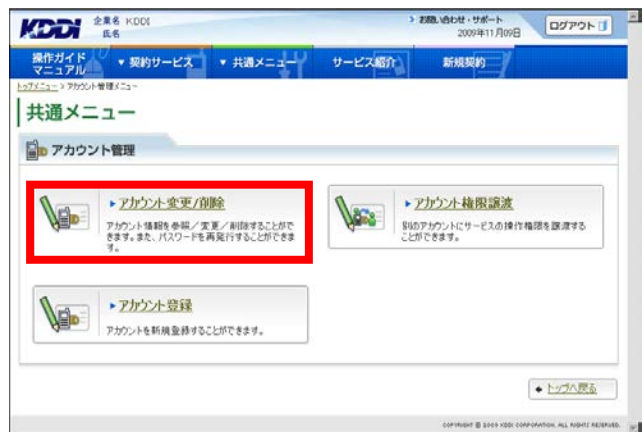 KDDI
企業名 KDDI
氏名
お問い合わせ・サポート
2009年11月09日
ログアウト
操作ガイド
マニュアル
▼ 契約サービス
▼ 共通メニュー
サービス紹介
新規契約
トップメニュー > アカウント管理メニュー
共通メニュー
アカウント管理
アカウント変更/削除
アカウント情報を参照／変更／削除することがで
きます。また、パスワードを再発行することができま
す。
アカウント権限譲渡
別のアカウントにサービスの操作権限を譲渡する
ことができます。
アカウント登録
アカウントを新規登録することができます。
トップへ戻る
COPYRIGHT © 2009 KDDI CORPORATION, ALL RIGHTS RESERVED.